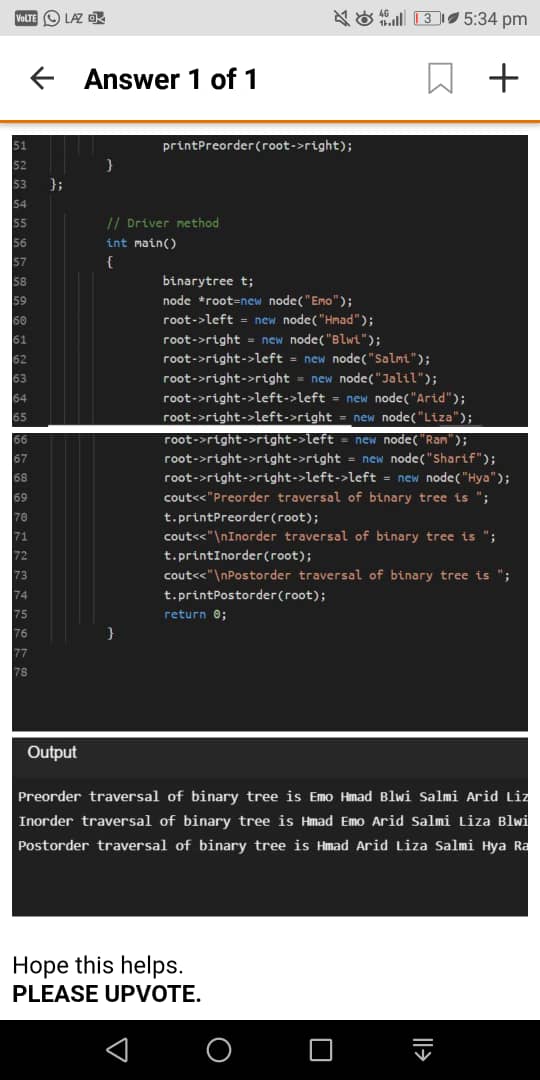 VoLTE LAZ 4G 3 5:34 pm
Answer 1 of 1
51 printPreorder(root->right);
52 }
53 };
54
55 // Driver method
56 int main()
57 {
58 binarytree t;
59 node *root=new node("Emo");
60 root->left = new node("Hmad");
61 root->right = new node("Blwi");
62 root->right->left = new node("Salmi");
63 root->right->right = new node("Jalil");
64 root->right->left->left = new node("Arid");
65 root->right->left->right = new node("Liza");
66 root->right->right->left = new node("Ram");
67 root->right->right->right = new node("Sharif");
68 root->right->right->left->left = new node("Hya");
69 cout<<"Preorder traversal of binary tree is ";
70 t.printPreorder(root);
71 cout<<"\nInorder traversal of binary tree is ";
72 t.printInorder(root);
73 cout<<"\nPostorder traversal of binary tree is ";
74 t.printPostorder(root);
75 return 0;
76 }
77
78
Output
Preorder traversal of binary tree is Emo Hmad Blwi Salmi Arid Liz
Inorder traversal of binary tree is Hmad Emo Arid Salmi Liza Blwi
Postorder traversal of binary tree is Hmad Arid Liza Salmi Hya Ra
Hope this helps.
PLEASE UPVOTE.